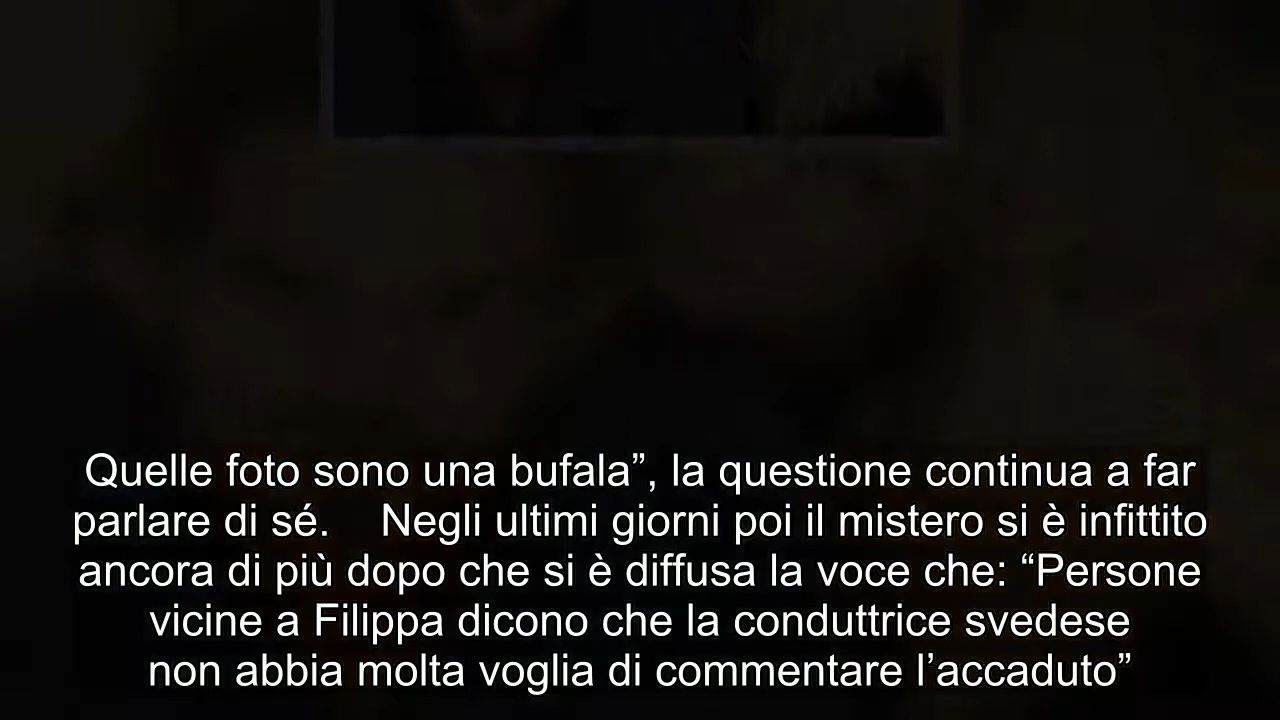 Quelle foto sono una bufala”, la questione continua a far
parlare di sé.    Negli ultimi giorni poi il mistero si è infittito
ancora di più dopo che si è diffusa la voce che: “Persone
vicine a Filippa dicono che la conduttrice svedese
non abbia molta voglia di commentare l’accaduto”